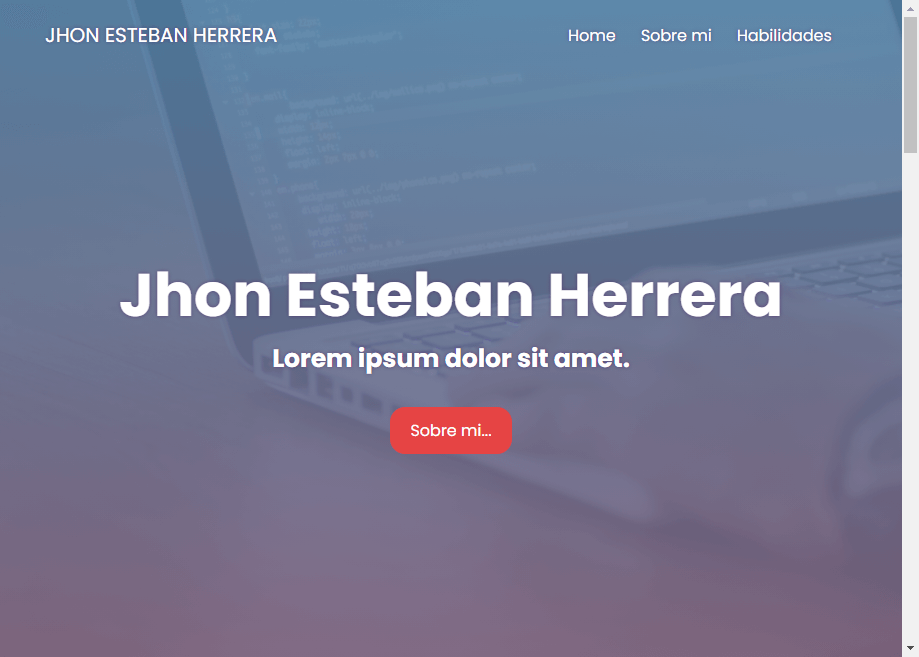 JHON ESTEBAN HERRERA
Home Sobre mi Habilidades
Jhon Esteban Herrera
Lorem ipsum dolor sit amet.
Sobre mi...